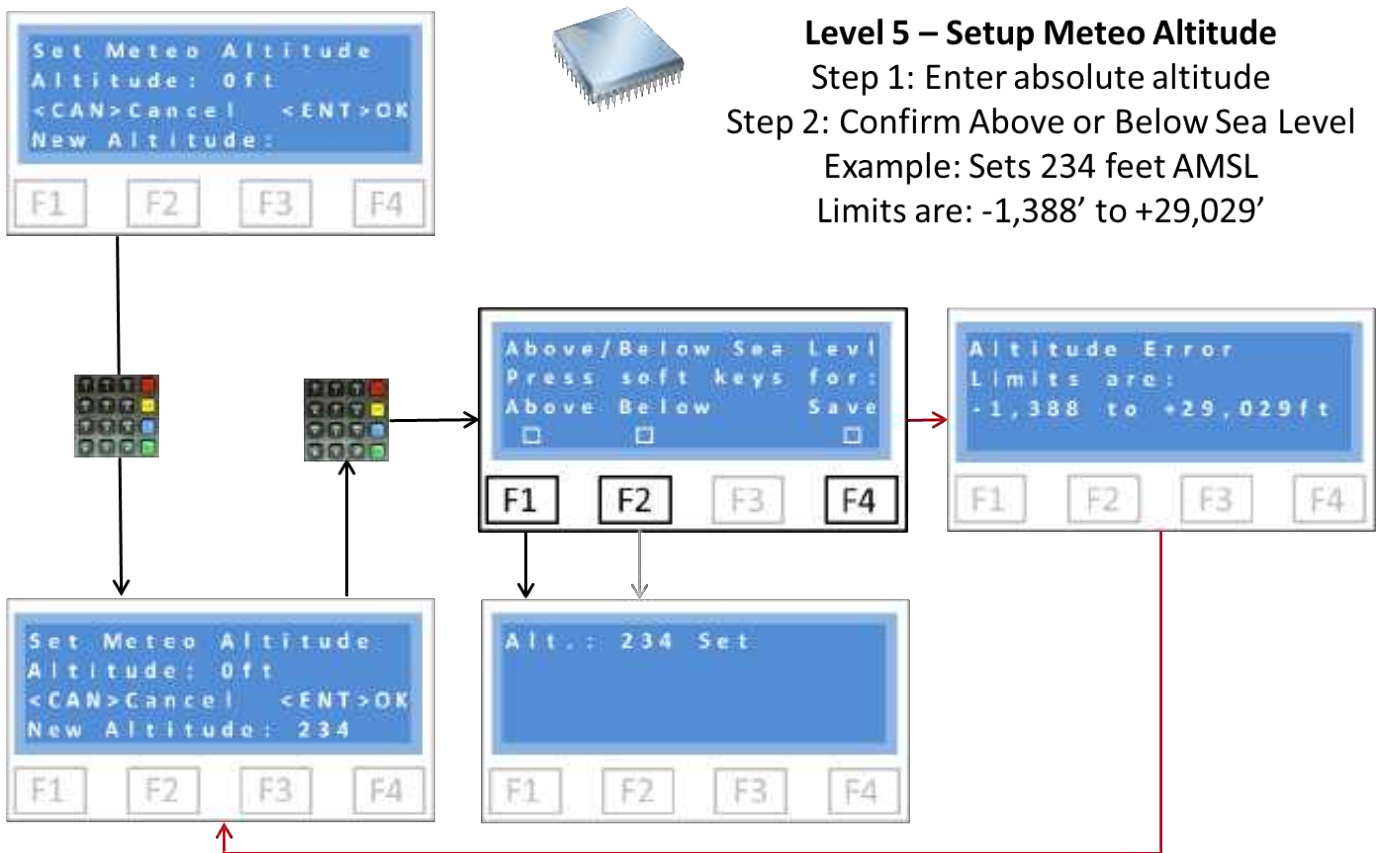 Set Meteo Altitude
Altitude: 0ft
<CAN>Cancel <ENT>OK
New Altitude:
F1 F2 F3 F4
Level 5 – Setup Meteo Altitude
Step 1: Enter absolute altitude
Step 2: Confirm Above or Below Sea Level
Example: Sets 234 feet AMSL
Limits are: -1,388’ to +29,029’
Above/Below Sea Levl
Press soft keys for:
Above Below Save
F1 F2 F3 F4
Altitude Error
Limits are:
-1,388 to +29,029ft
F1 F2 F3 F4
Set Meteo Altitude
Altitude: 0ft
<CAN>Cancel <ENT>OK
New Altitude: 234
F1 F2 F3 F4
Alt.: 234 Set
F1 F2 F3 F4